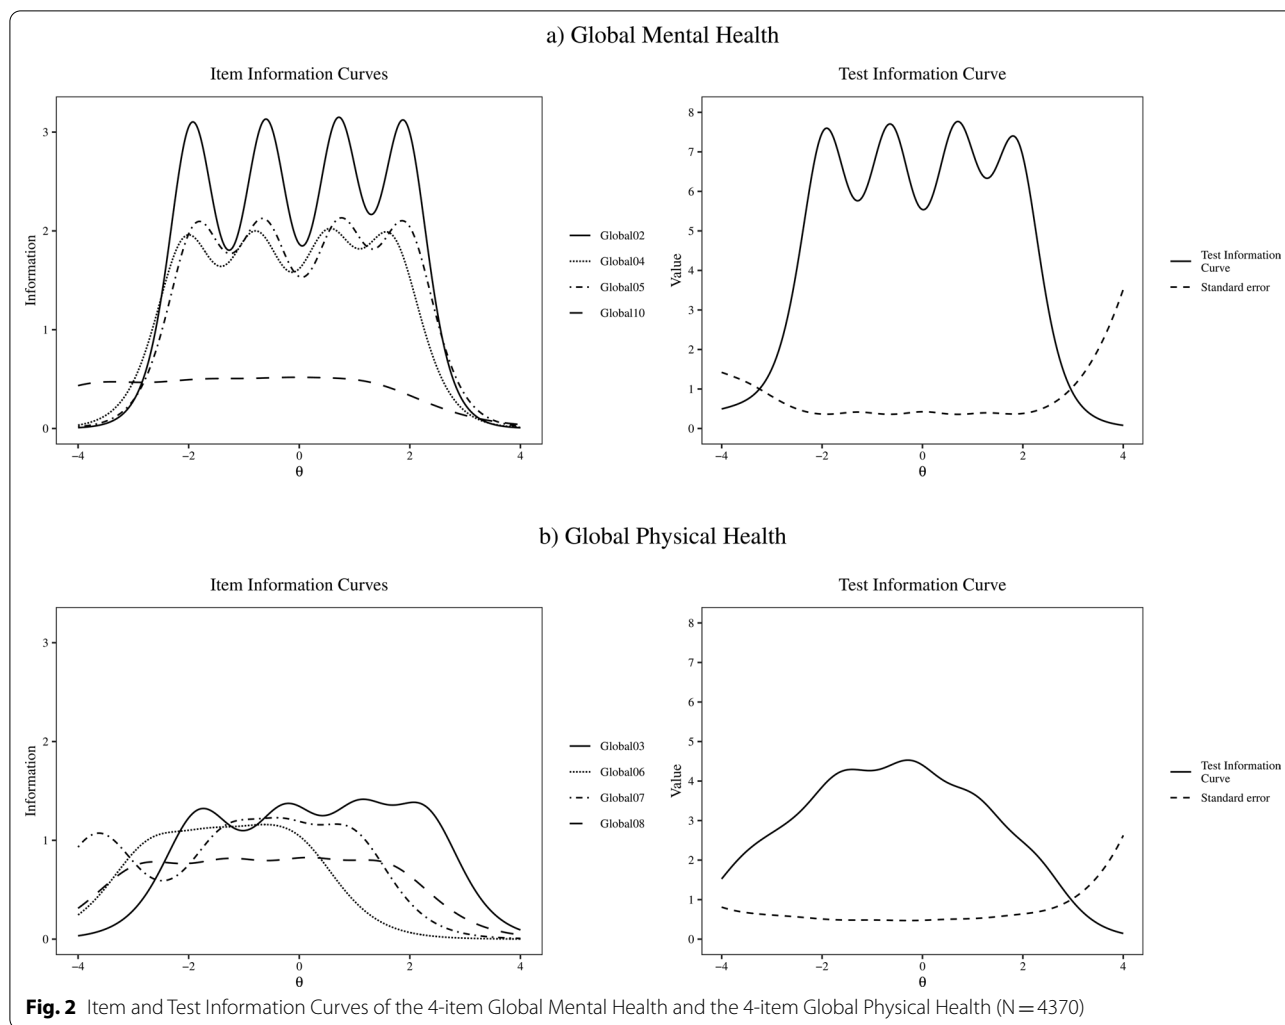 a) Global Mental Health
Item Information Curves
Information
3
2
1
0
−4
−2
0
2
4
θ
Global02
Global04
Global05
Global10
Test Information Curve
Value
8
7
6
5
4
3
2
1
0
−4
−2
0
2
4
θ
Test Information
Curve
Standard error
b) Global Physical Health
Item Information Curves
Information
3
2
1
0
−4
−2
0
2
4
θ
Global03
Global06
Global07
Global08
Test Information Curve
Value
8
7
6
5
4
3
2
1
0
−4
−2
0
2
4
θ
Test Information
Curve
Standard error
Fig. 2 Item and Test Information Curves of the 4-item Global Mental Health and the 4-item Global Physical Health (N = 4370)